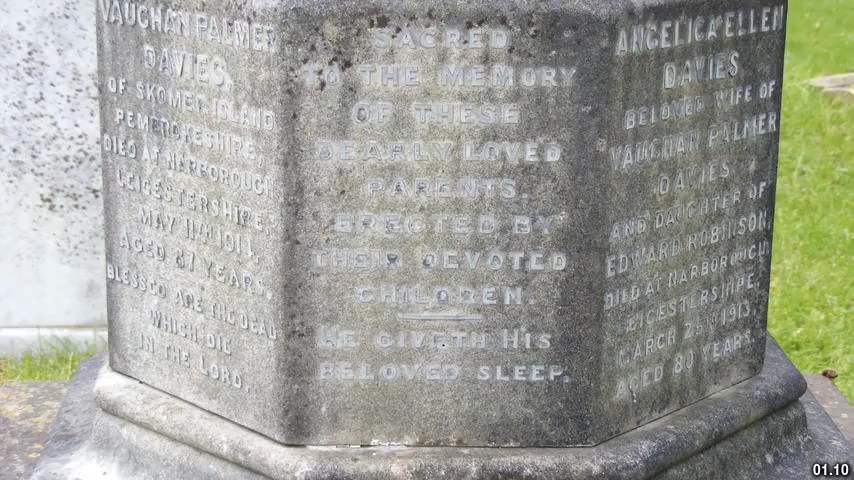 VAUGHAN PALMER
DAVIES,
OF SKOMER ISLAND
PEMBROKESHIRE,
DIED AT NARBOROUGH
LEICESTERSHIRE,
MAY 11TH 1911,
AGED 87 YEARS.
BLESSED ARE THE DEAD
WHICH DIE
IN THE LORD.
SACRED
TO THE MEMORY
OF THESE
DEARLY LOVED
PARENTS.
ERECTED BY
THEIR DEVOTED
CHILDREN.
HE GIVETH HIS
BELOVED SLEEP.
ANGELICA ELLEN
DAVIES
BELOVED WIFE OF
VAUGHAN PALMER
DAVIES
AND DAUGHTER OF
EDWARD ROBINSON,
DIED AT NARBOROUGH,
LEICESTERSHIRE,
MARCH 1913,
AGED 80 YEARS.
01.10